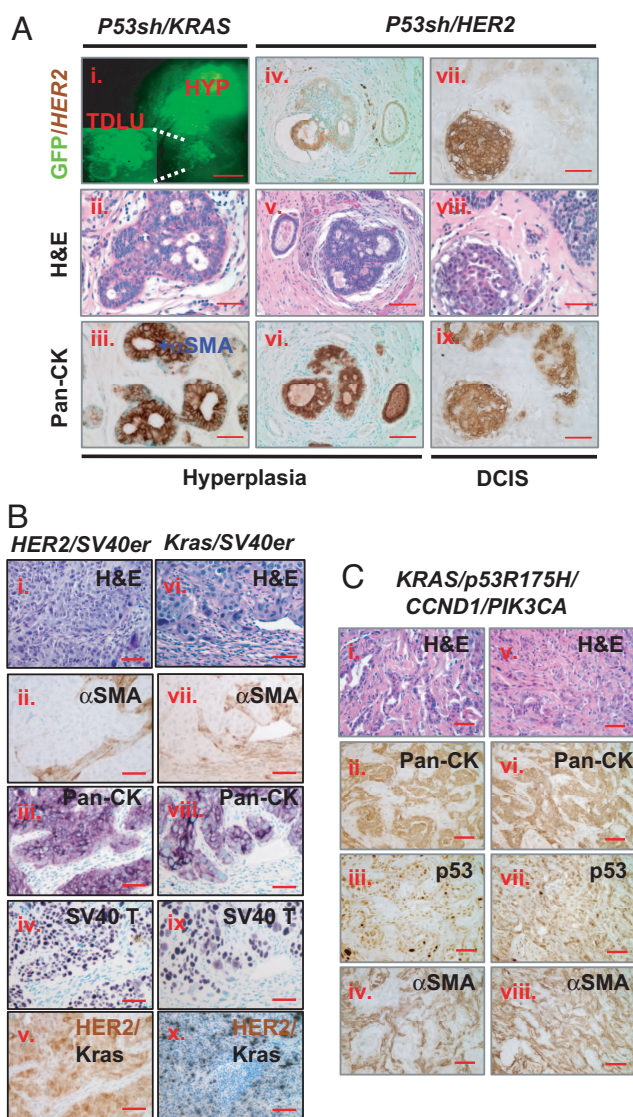 A
P53sh/KRAS
P53sh/HER2
GFP/HER2
i.
HYP
TDLU
iv.
vii.
H&E
ii.
v.
viii.
Pan-CK
iii.
+αSMA
vi.
ix.
Hyperplasia
DCIS
B
HER2/SV40er
Kras/SV40er
i.
H&E
vi.
H&E
ii.
αSMA
vii.
αSMA
iii.
Pan-CK
viii.
Pan-CK
iv.
SV40 T
ix.
SV40 T
v.
HER2/
Kras
x.
HER2/
Kras
C
KRAS/p53R175H/
CCND1/PIK3CA
i.
H&E
v.
H&E
ii.
Pan-CK
vi.
Pan-CK
iii.
p53
vii.
p53
iv.
αSMA
viii.
αSMA